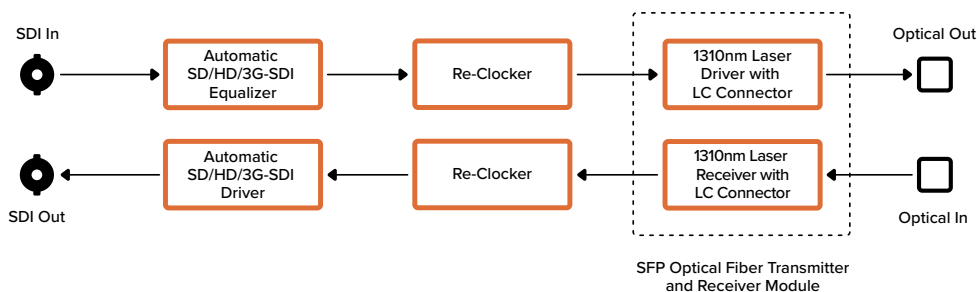 SDI In
Automatic
SD/HD/3G-SDI
Equalizer
Re-Clocker
1310nm Laser
Driver with
LC Connector
Optical Out
SDI Out
Automatic
SD/HD/3G-SDI
Driver
Re-Clocker
1310nm Laser
Receiver with
LC Connector
Optical In
SFP Optical Fiber Transmitter
and Receiver Module